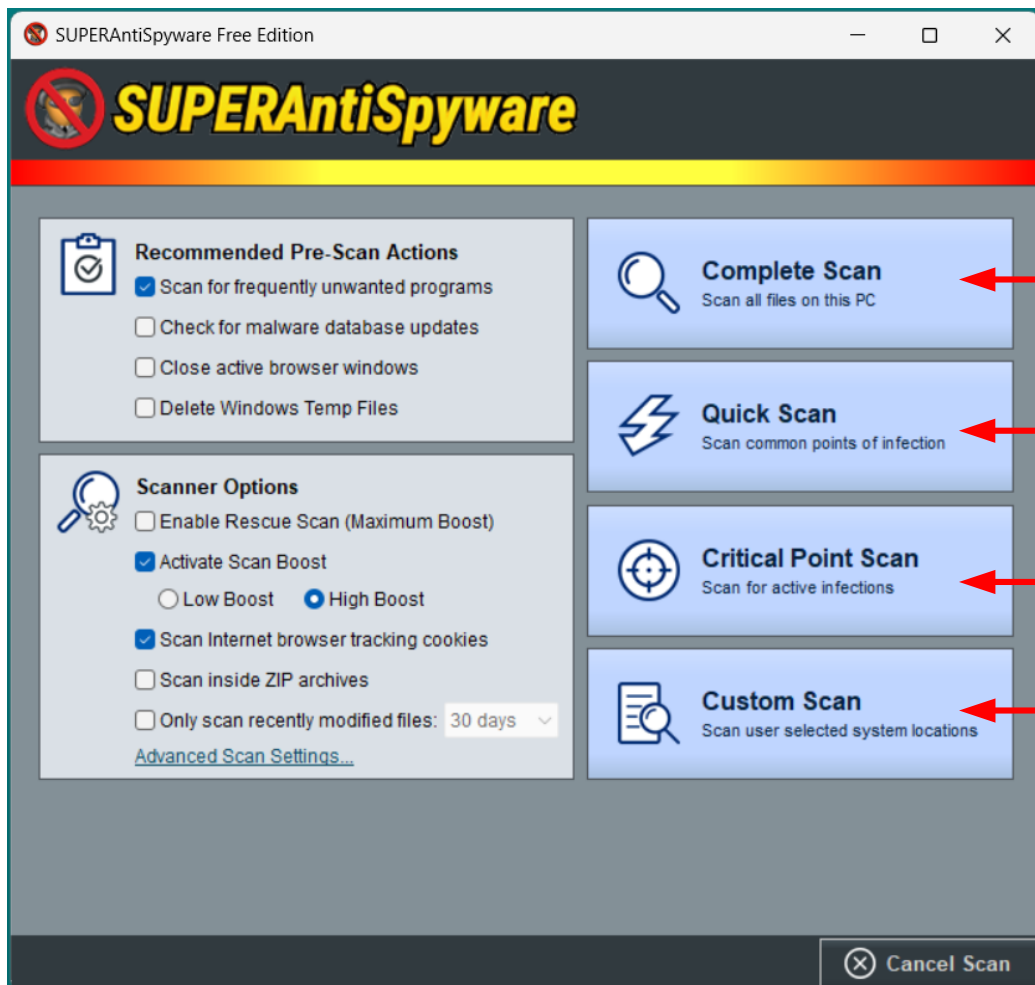 SUPERAntiSpyware Free Edition
SUPERAntiSpyware
Recommended Pre-Scan Actions
Scan for frequently unwanted programs
Check for malware database updates
Close active browser windows
Delete Windows Temp Files
Scanner Options
Enable Rescue Scan (Maximum Boost)
Activate Scan Boost
Low Boost High Boost
Scan Internet browser tracking cookies
Scan inside ZIP archives
Only scan recently modified files: 30 days
Advanced Scan Settings...
Complete Scan
Scan all files on this PC
Quick Scan
Scan common points of infection
Critical Point Scan
Scan for active infections
Custom Scan
Scan user selected system locations
Cancel Scan